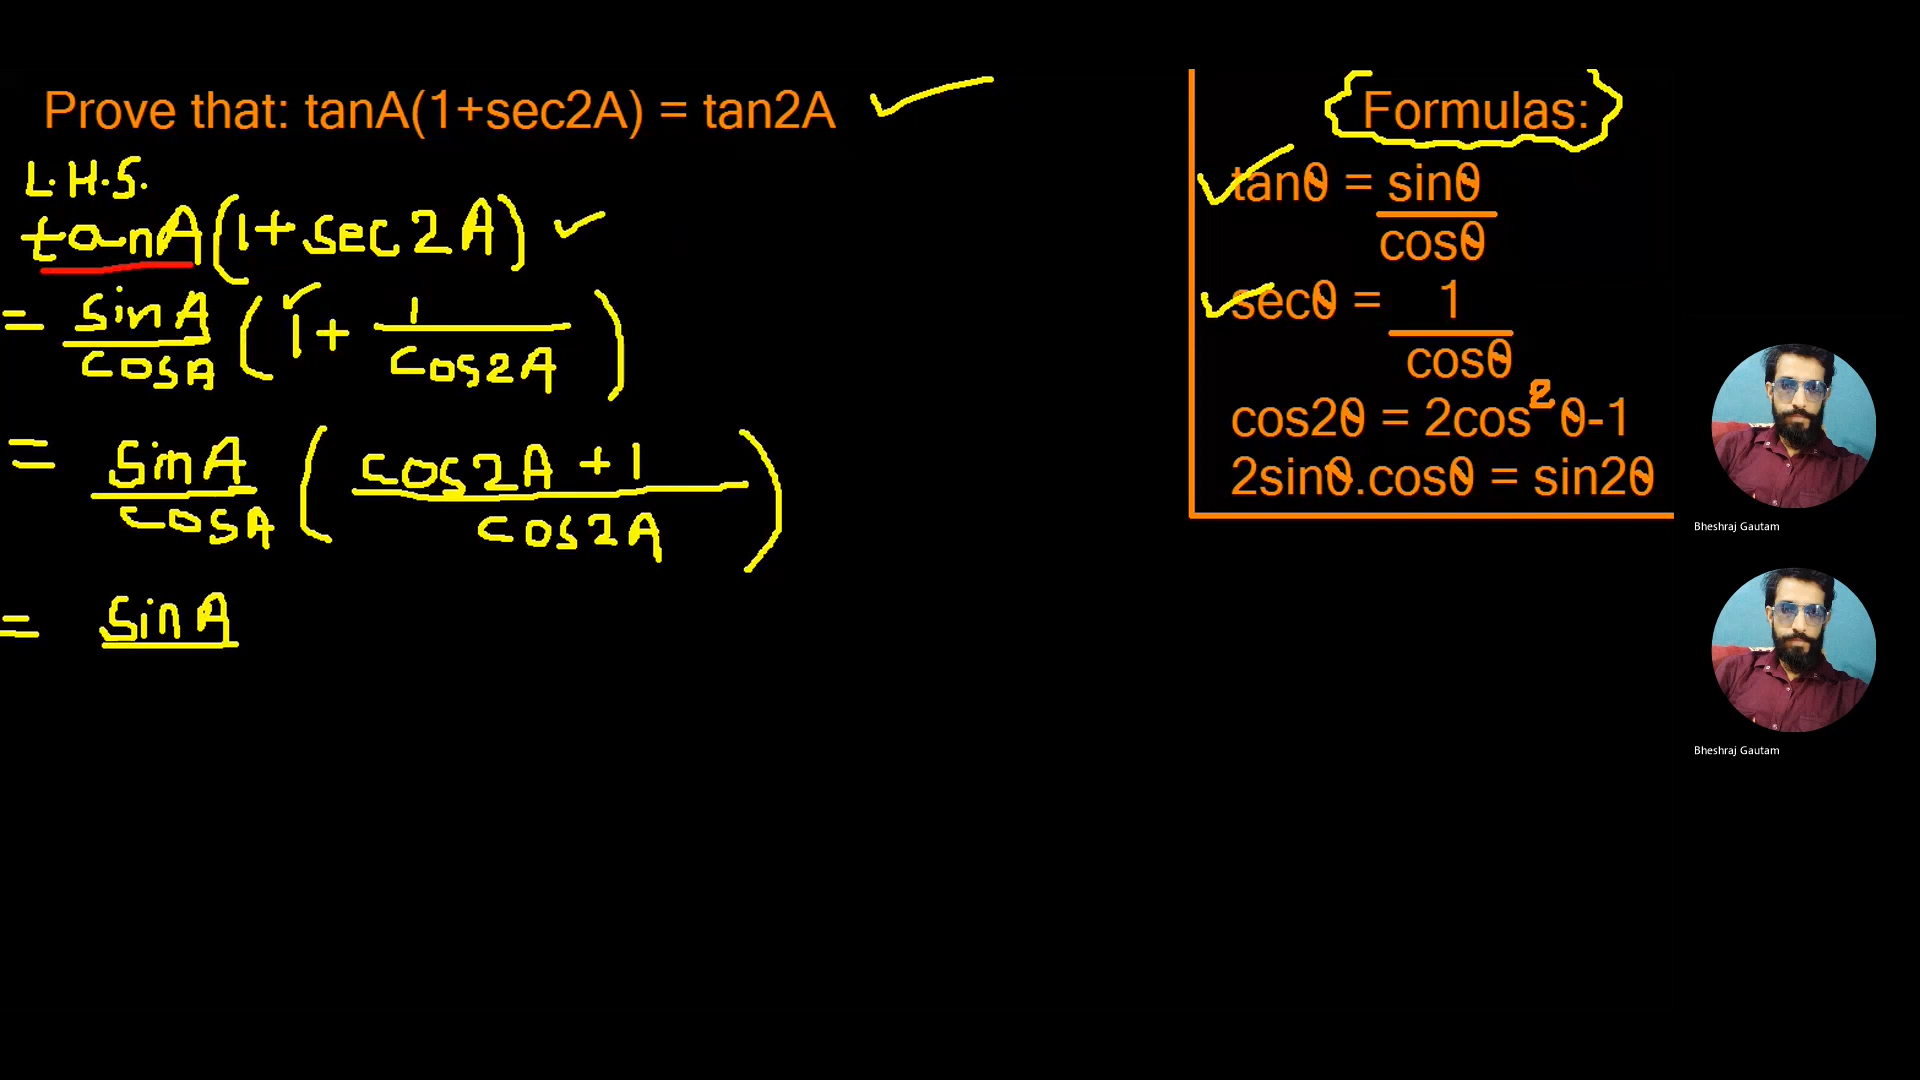 Prove that: tanA(1+sec2A) = tan2A
L.H.S.
tanA(1+sec2A)
= sinA/cosA (1+ 1/cos2A)
= sinA/cosA (cos2A+1/cos2A)
= sinA
Formulas:
tanθ = sinθ
cosθ
secθ = 1
cosθ
cos2θ = 2cos²θ-1
2sinθ.cosθ = sin2θ
Bheshraj Gautam
Bheshraj Gautam